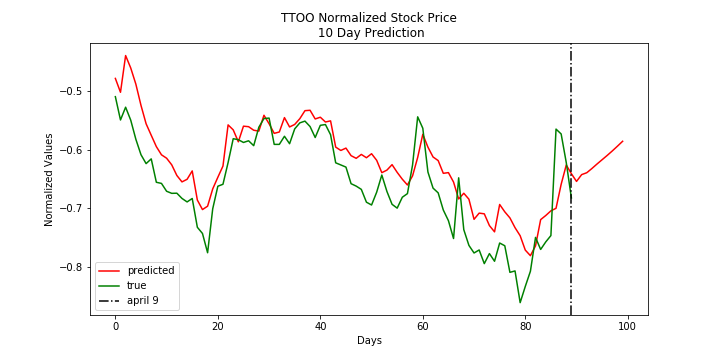 TTOO Normalized Stock Price
10 Day Prediction
Normalized Values
−0.5
−0.6
−0.7
−0.8
predicted
true
april 9
0
20
40
60
80
100
Days